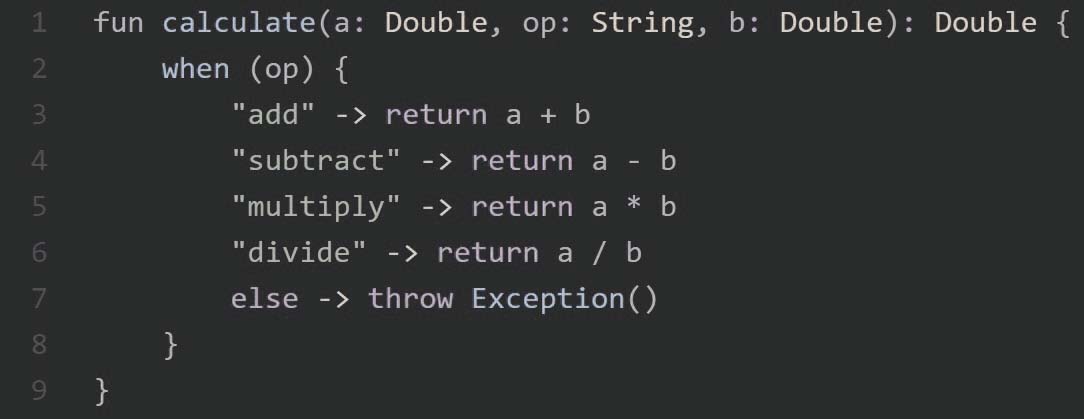 1 fun calculate(a: Double, op: String, b: Double): Double {
2 when (op) {
3 "add" -> return a + b
4 "subtract" -> return a - b
5 "multiply" -> return a * b
6 "divide" -> return a / b
7 else -> throw Exception()
8 }
9 }